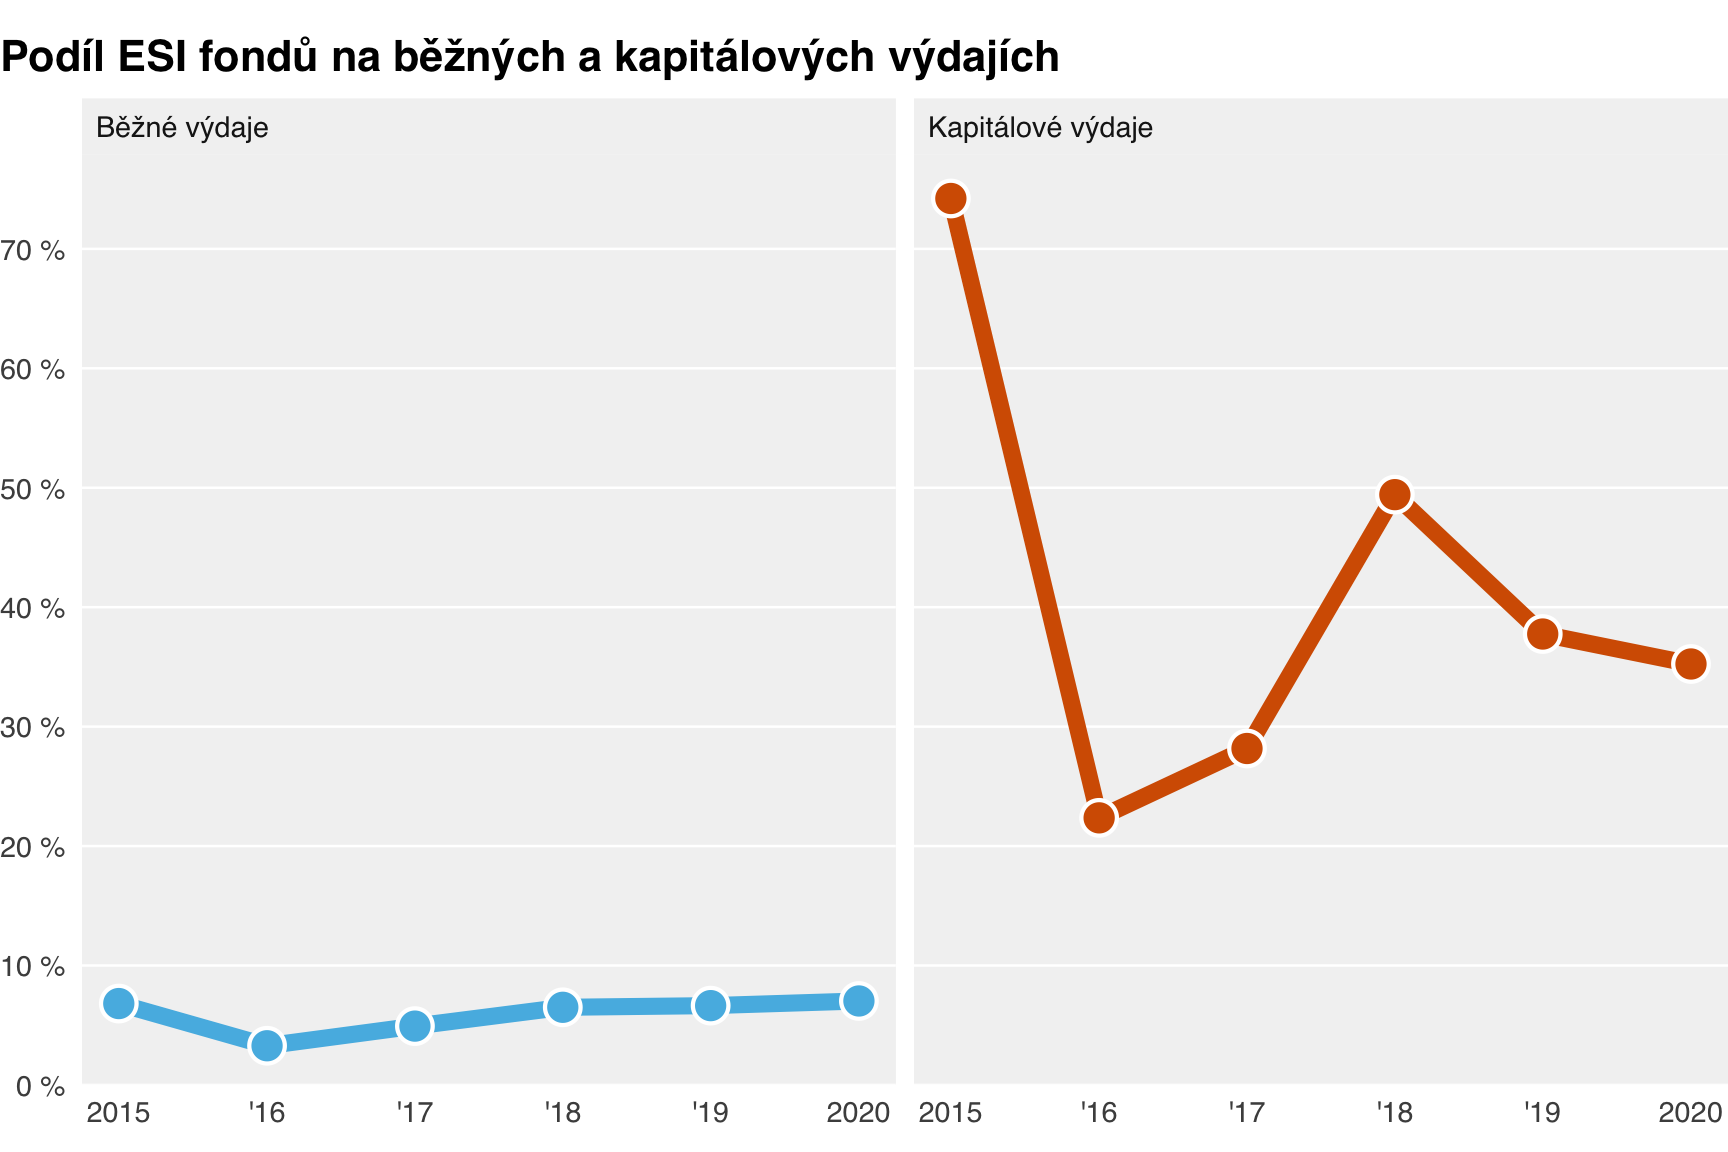 Podíl ESI fondů na běžných a kapitálových výdajích
Běžné výdaje
Kapitálové výdaje
70 %
60 %
50 %
40 %
30 %
20 %
10 %
0 %
2015 '16 '17 '18 '19 2020
2015 '16 '17 '18 '19 2020